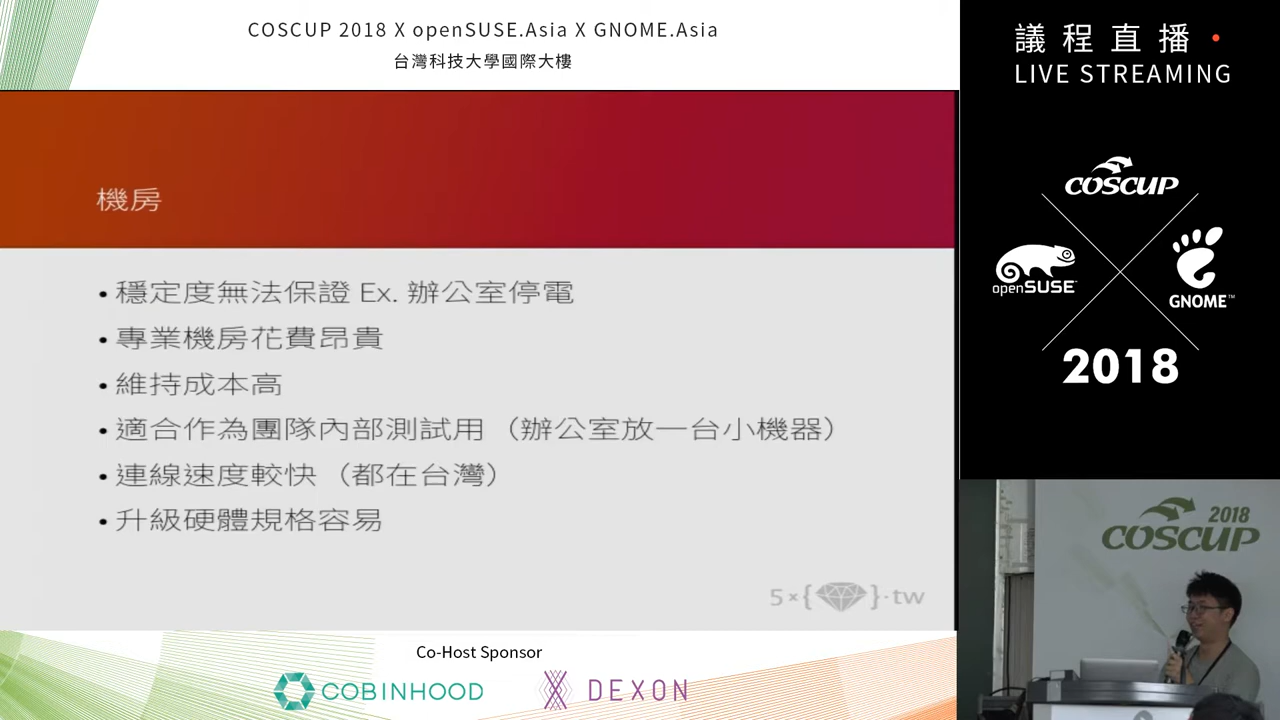 COSCUP 2018 X openSUSE.Asia X GNOME.Asia
台灣科技大學國際大樓
機房
• 穩定度無法保證 Ex. 辦公室停電
• 專業機房花費昂貴
• 維持成本高
• 適合作為團隊內部測試用（辦公室放一台小機器）
• 連線速度較快（都在台灣）
• 升級硬體規格容易
5×{ }.tw
Co-Host Sponsor
COBINHOOD
DEXON
議程直播
LIVE STREAMING
COSCUP
openSUSE
GNOME™
2018
2018
COSCUP